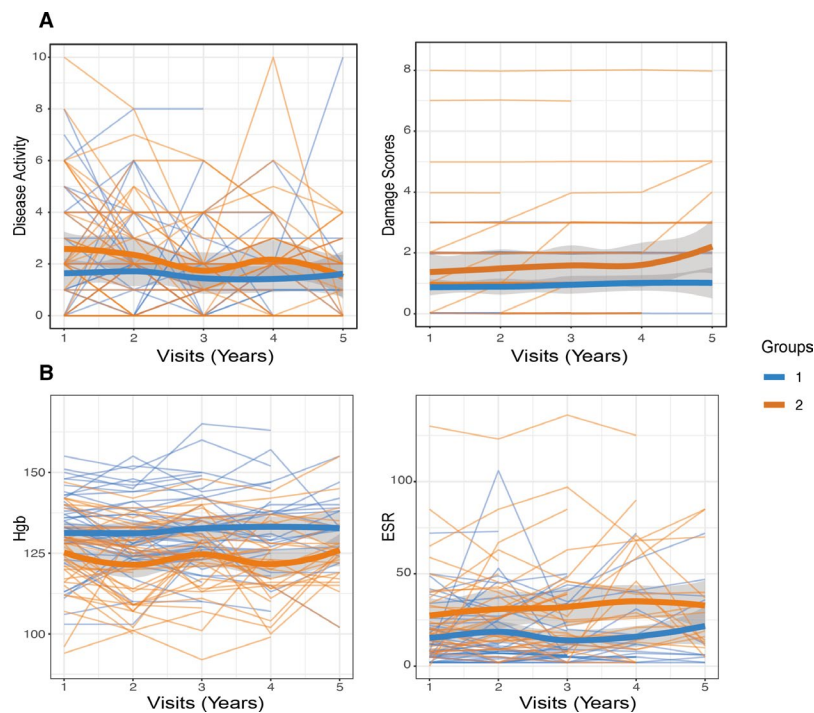 A
Disease Activity
10
8
6
4
2
0
1 2 3 4 5
Visits (Years)
Damage Scores
8
6
4
2
0
1 2 3 4 5
Visits (Years)
Groups
1
2
B
Hgb
150
125
100
1 2 3 4 5
Visits (Years)
ESR
100
50
0
1 2 3 4 5
Visits (Years)